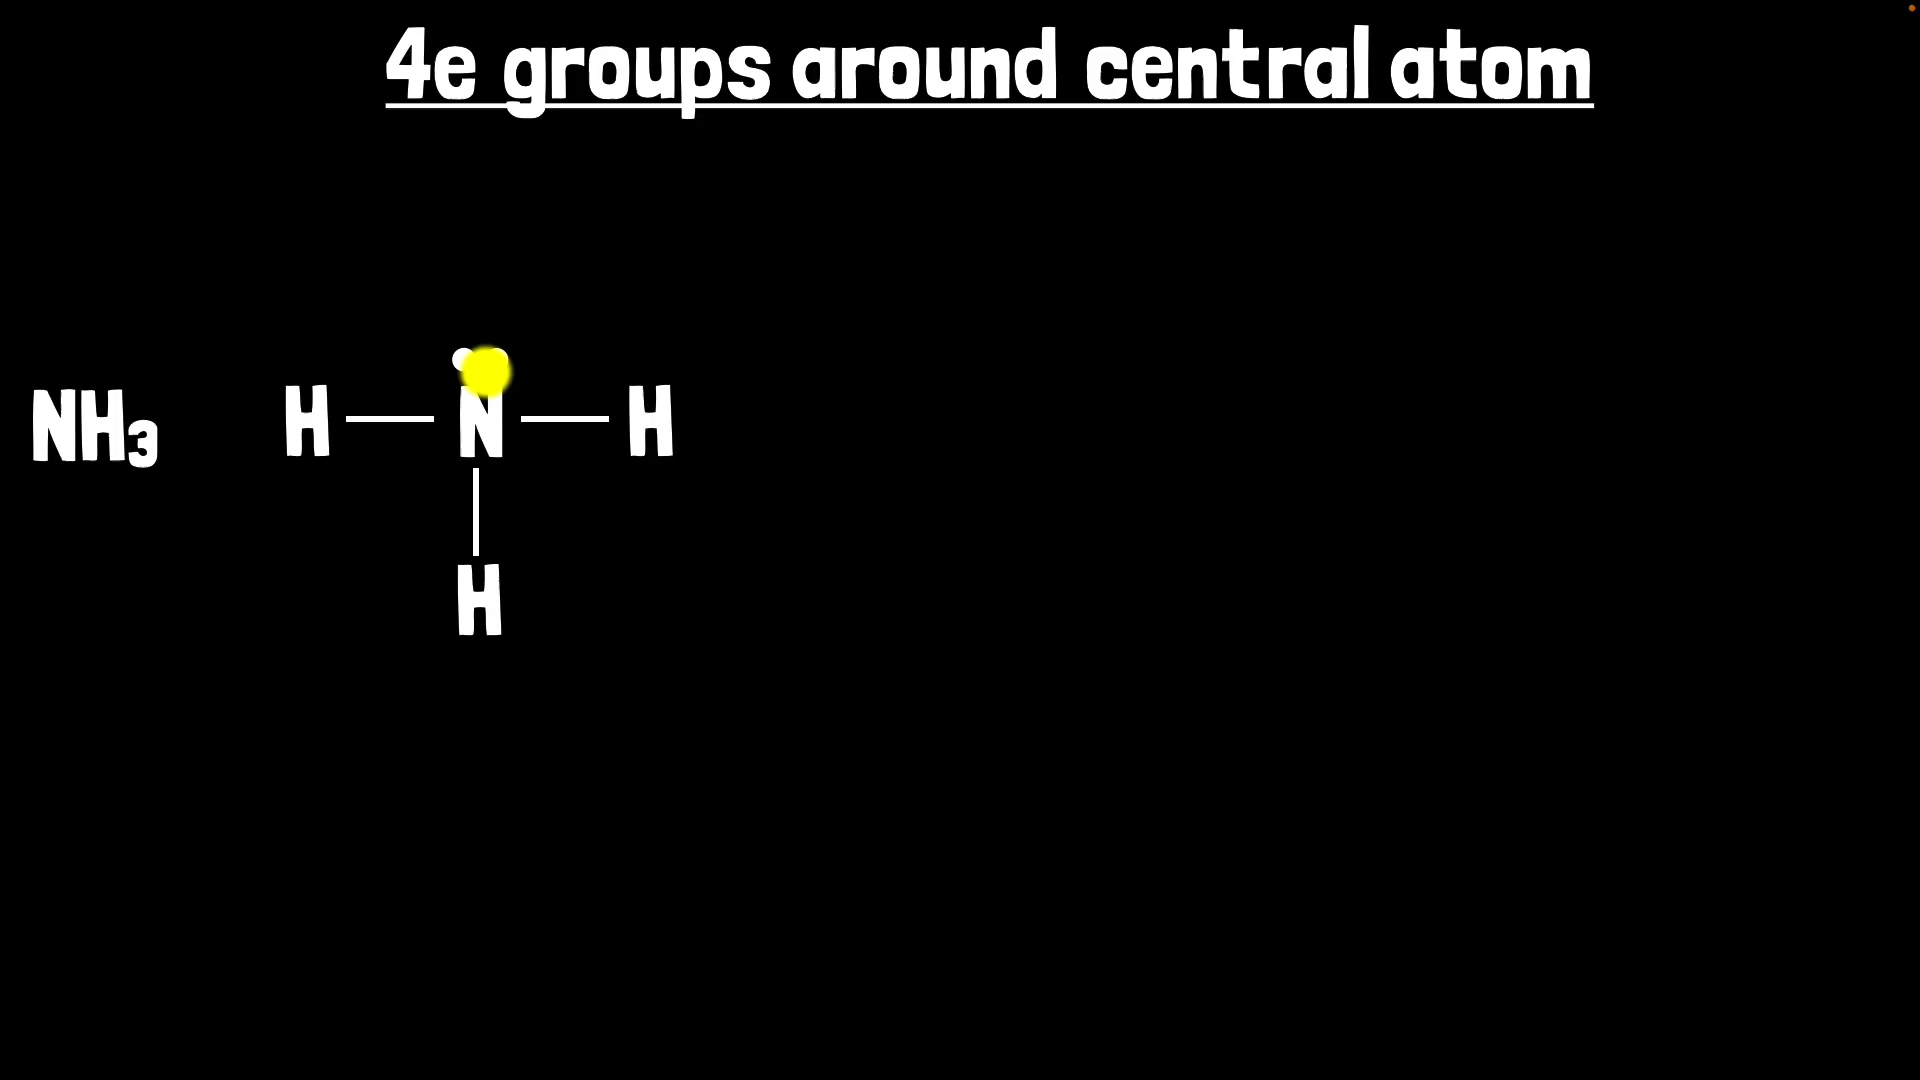 4e groups around central atom
NH₃
H N H
H